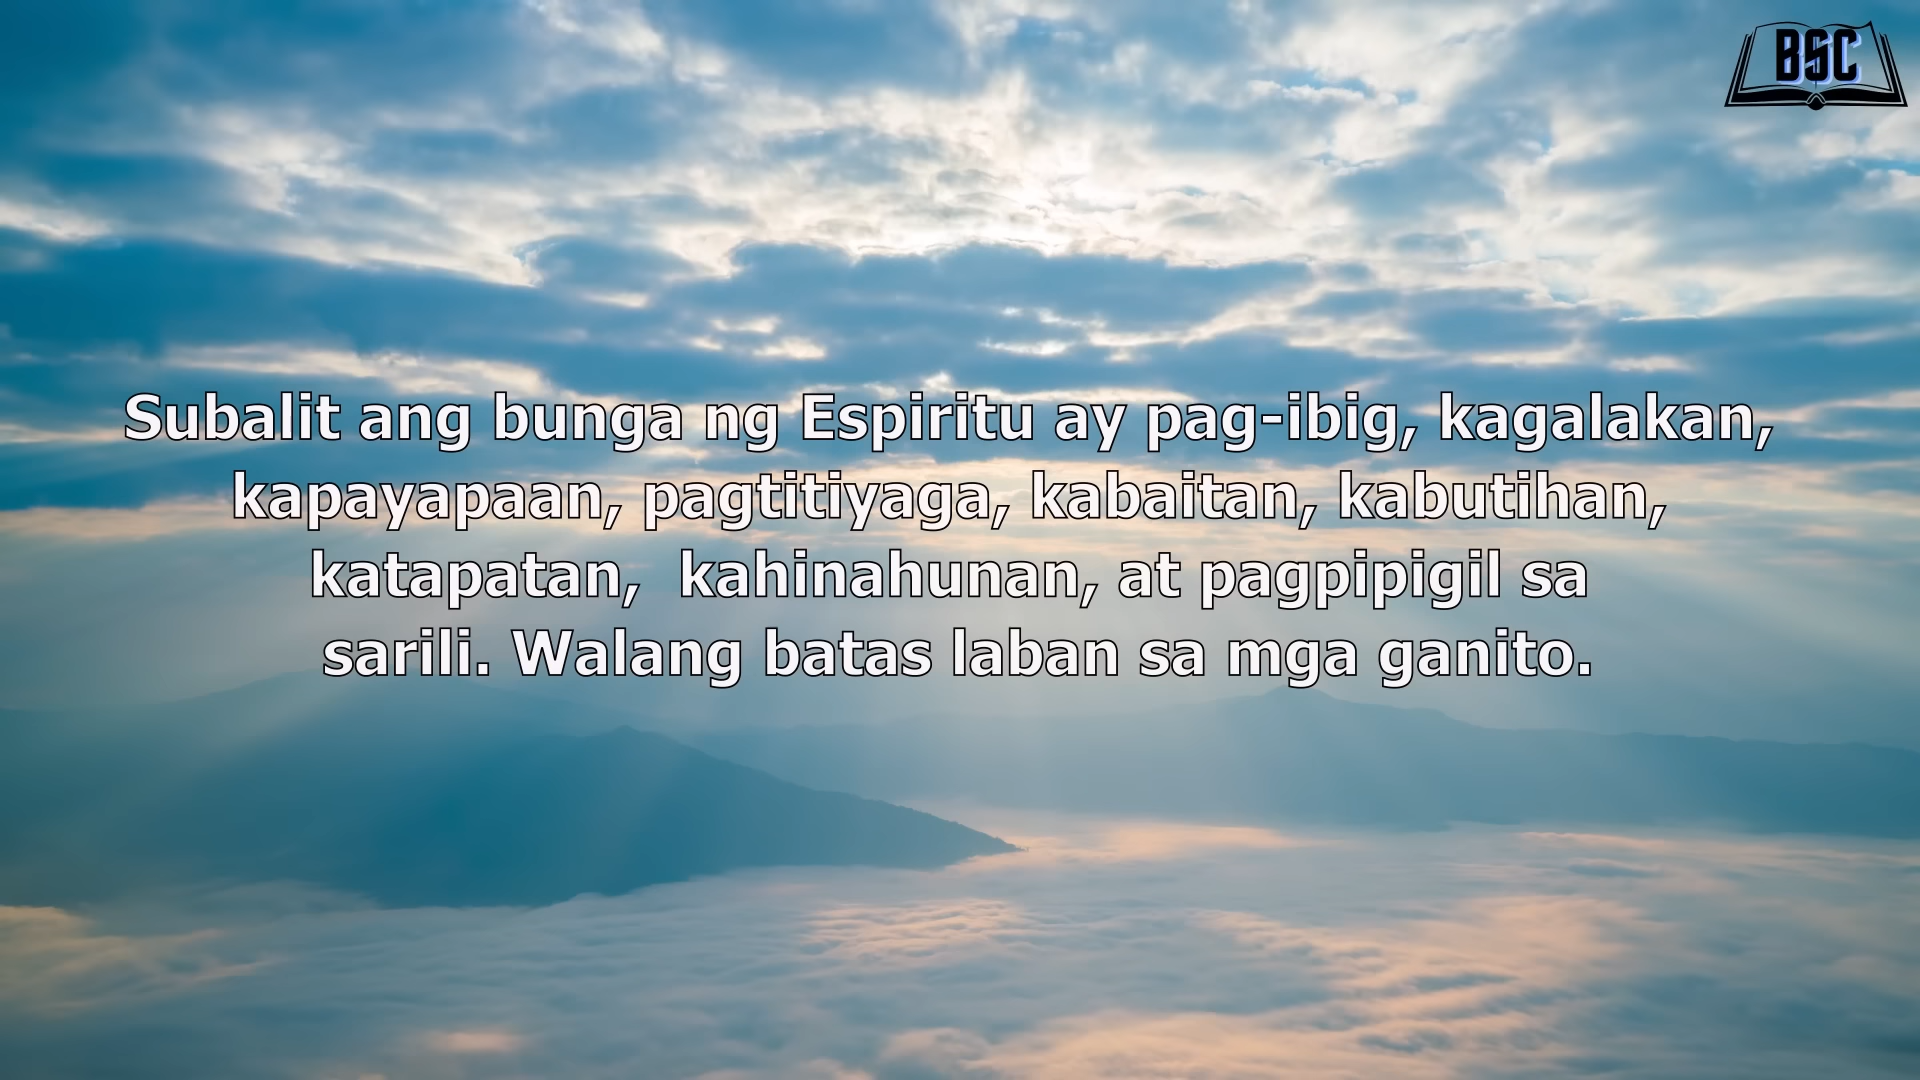 BSC
Subalit ang bunga ng Espiritu ay pag-ibig, kagalakan,
kapayapaan, pagtitiyaga, kabaitan, kabutihan,
katapatan,  kahinahunan, at pagpipigil sa
sarili. Walang batas laban sa mga ganito.